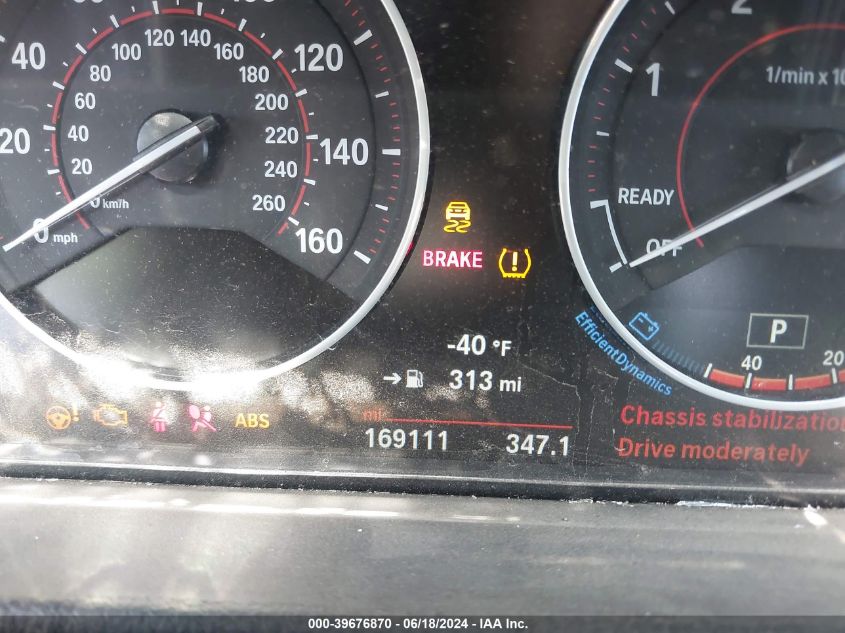 40
20
0 mph
100 120 140 160 180 200 220 240 260
80
60
40
20
0 km/h
120
140
160
BRAKE
-40 °F
313 mi
ABS
mi
169111 347.1
2
1
1/min x 10
READY
OFF
P
40 20
EfficientDynamics
Chassis stabilization
Drive moderately
000-39676870 - 06/18/2024 - IAA Inc.